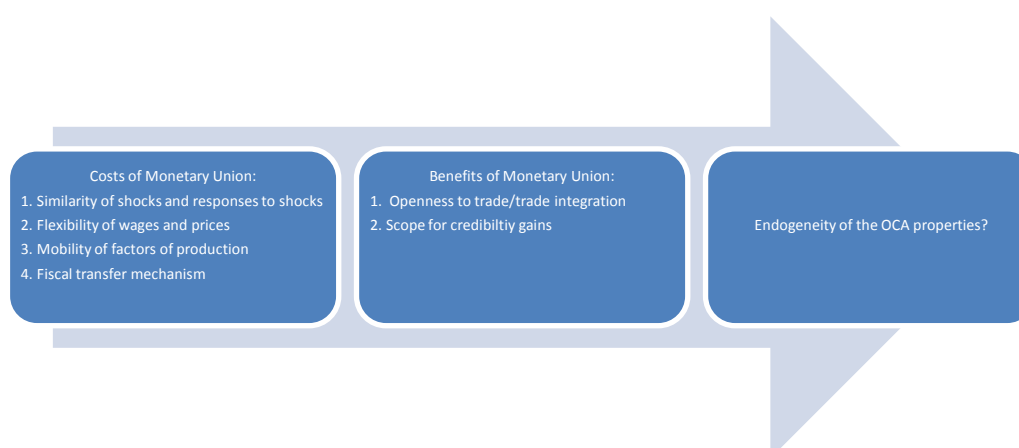 Costs of Monetary Union:
1. Similarity of shocks and responses to shocks
2. Flexibility of wages and prices
3. Mobility of factors of production
4. Fiscal transfer mechanism
Benefits of Monetary Union:
1. Openness to trade/trade integration
2. Scope for credibiltiy gains
Endogeneity of the OCA properties?